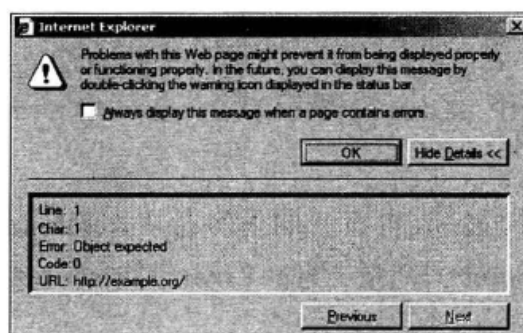 Internet Explorer
Problems with this Web page might prevent it from being displayed properly
or functioning properly. In the future, you can display this message by
double-clicking the warning icon displayed in the status bar.
Always display this message when a page contains errors.
OK
Hide Details <<
Line: 1
Char: 1
Error: Object expected
Code: 0
URL: http://example.org/
Previous
Next